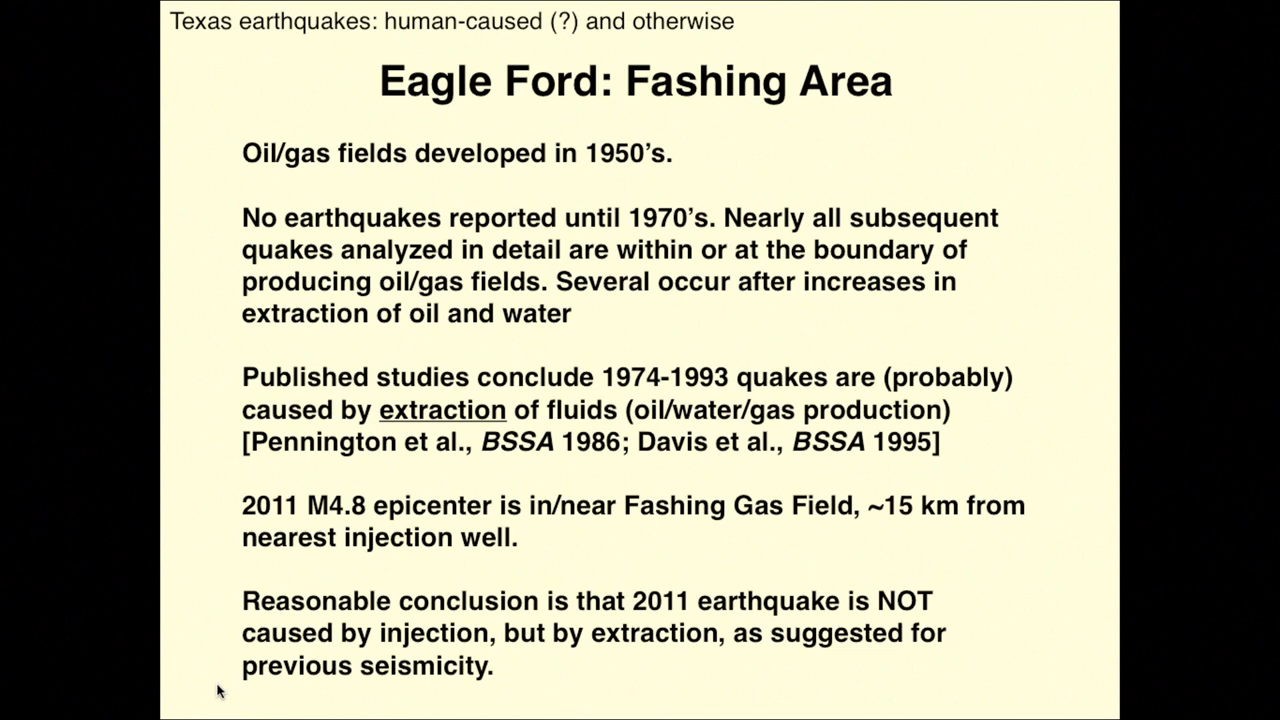 Texas earthquakes: human-caused (?) and otherwise
Eagle Ford: Fashing Area
Oil/gas fields developed in 1950’s.
No earthquakes reported until 1970’s. Nearly all subsequent
quakes analyzed in detail are within or at the boundary of
producing oil/gas fields. Several occur after increases in
extraction of oil and water
Published studies conclude 1974-1993 quakes are (probably)
caused by extraction of fluids (oil/water/gas production)
[Pennington et al., BSSA 1986; Davis et al., BSSA 1995]
2011 M4.8 epicenter is in/near Fashing Gas Field, ~15 km from
nearest injection well.
Reasonable conclusion is that 2011 earthquake is NOT
caused by injection, but by extraction, as suggested for
previous seismicity.